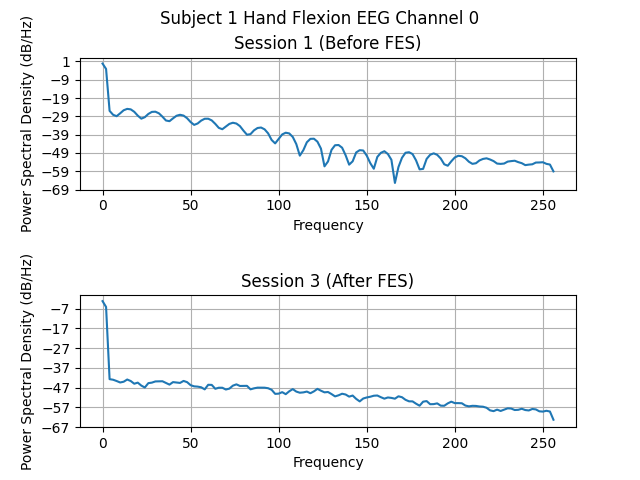 Subject 1 Hand Flexion EEG Channel 0
Session 1 (Before FES)
Power Spectral Density (dB/Hz)
1
−9
−19
−29
−39
−49
−59
−69
0 50 100 150 200 250
Frequency
Session 3 (After FES)
Power Spectral Density (dB/Hz)
−7
−17
−27
−37
−47
−57
−67
0 50 100 150 200 250
Frequency